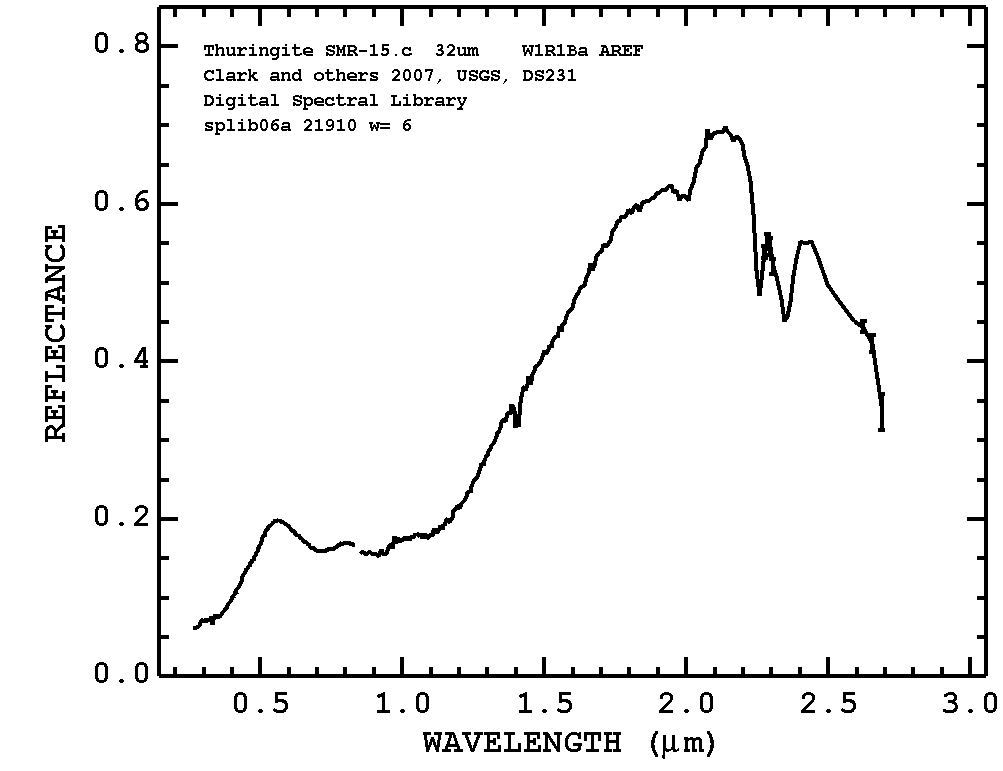 Thuringite SMR-15.c 32um W1R1Ba AREF
Clark and others 2007, USGS, DS231
Digital Spectral Library
splib06a 21910 w= 6
0.8
0.6
0.4
0.2
0.0
REFLECTANCE
0.5 1.0 1.5 2.0 2.5 3.0
WAVELENGTH (μm)